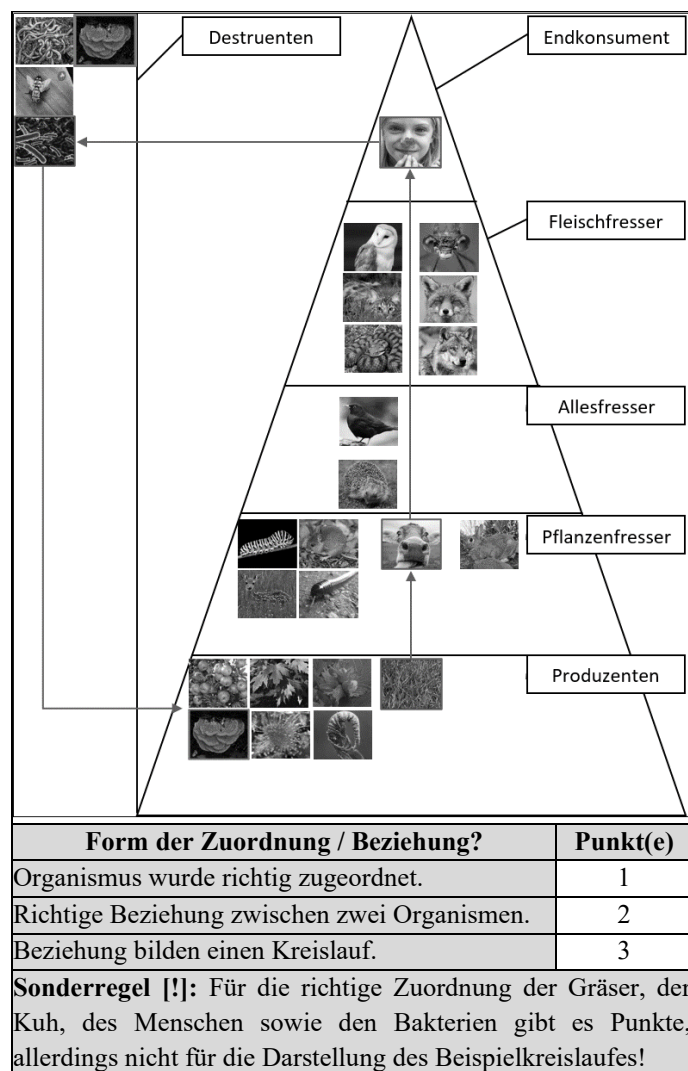 Destruenten
Endkonsument
Fleischfresser
Allesfresser
Pflanzenfresser
Produzenten
Form der Zuordnung / Beziehung? Punkt(e)
Organismus wurde richtig zugeordnet. 1
Richtige Beziehung zwischen zwei Organismen. 2
Beziehung bilden einen Kreislauf. 3
Sonderregel [!]: Für die richtige Zuordnung der Gräser, der
Kuh, des Menschen sowie den Bakterien gibt es Punkte,
allerdings nicht für die Darstellung des Beispielkreislaufes!